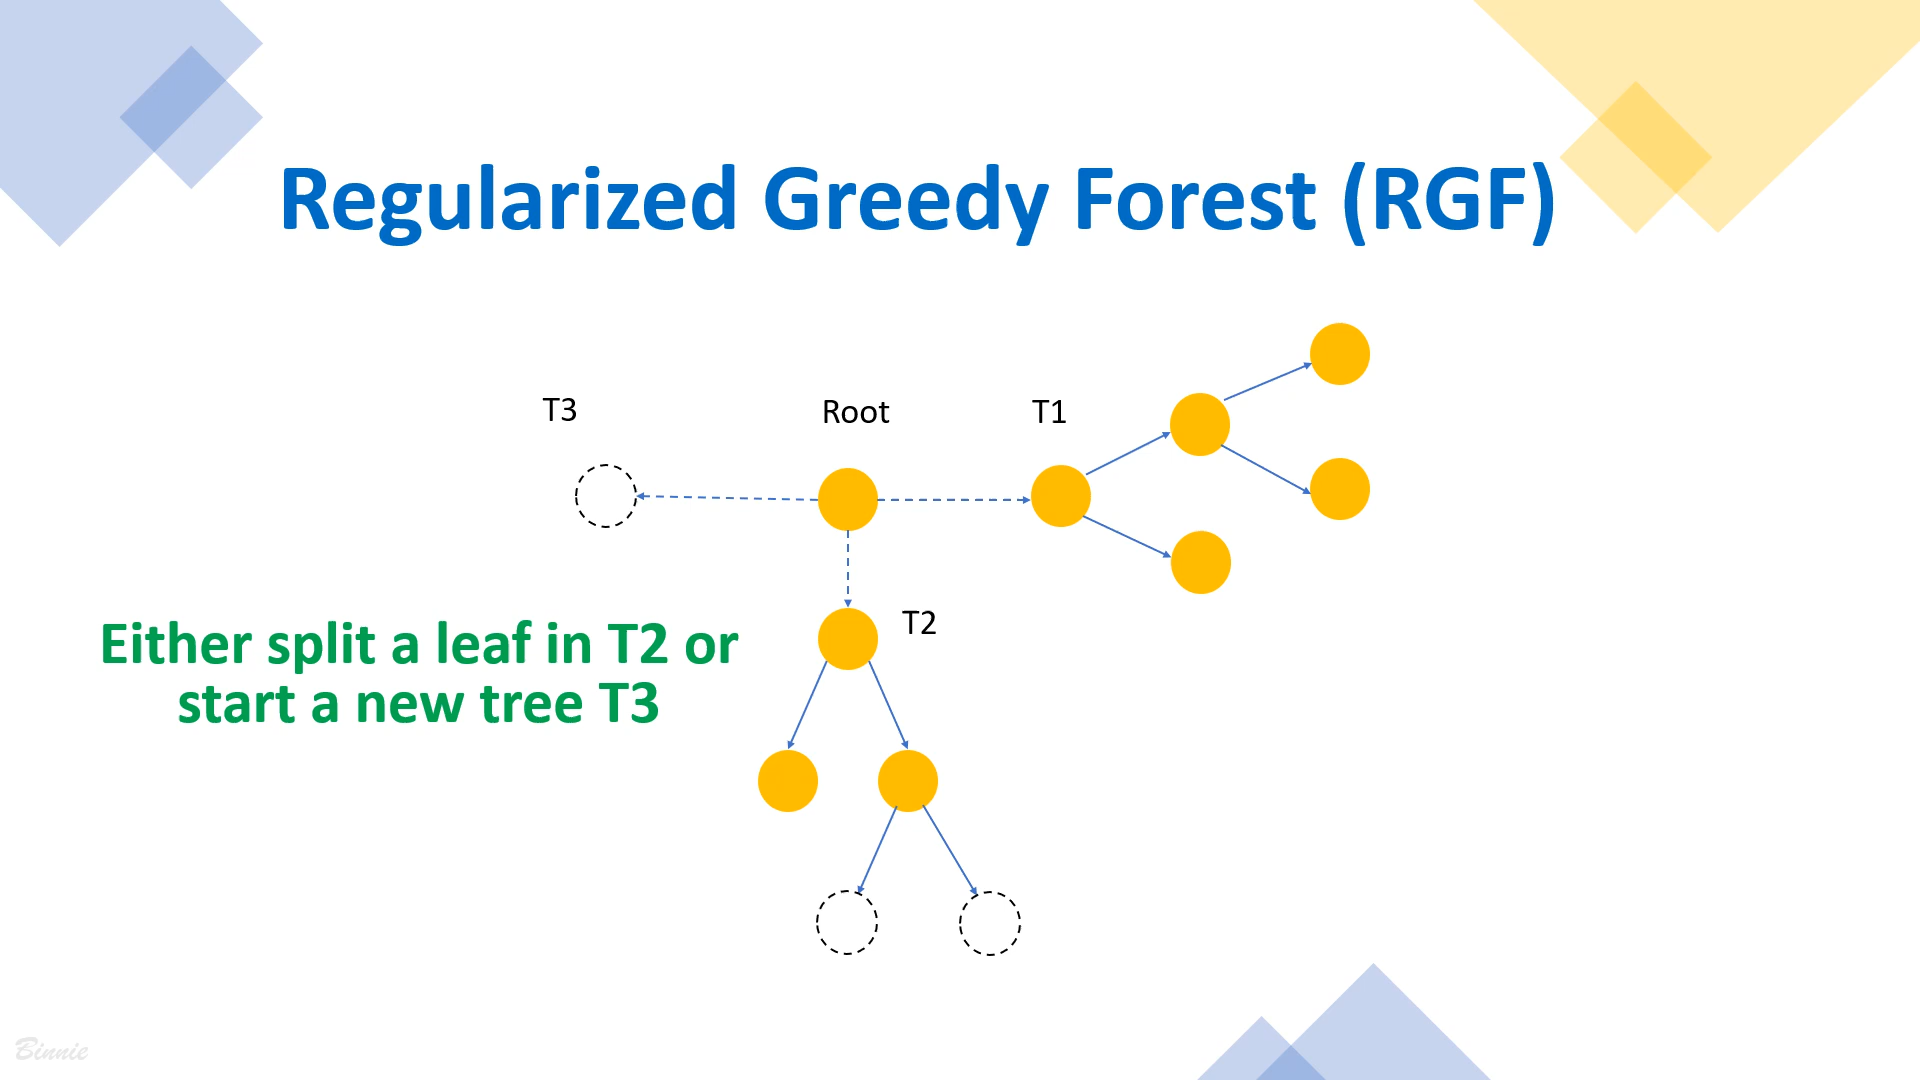 Regularized Greedy Forest (RGF)
T3
Root
T1
T2
Either split a leaf in T2 or
start a new tree T3
Binnie